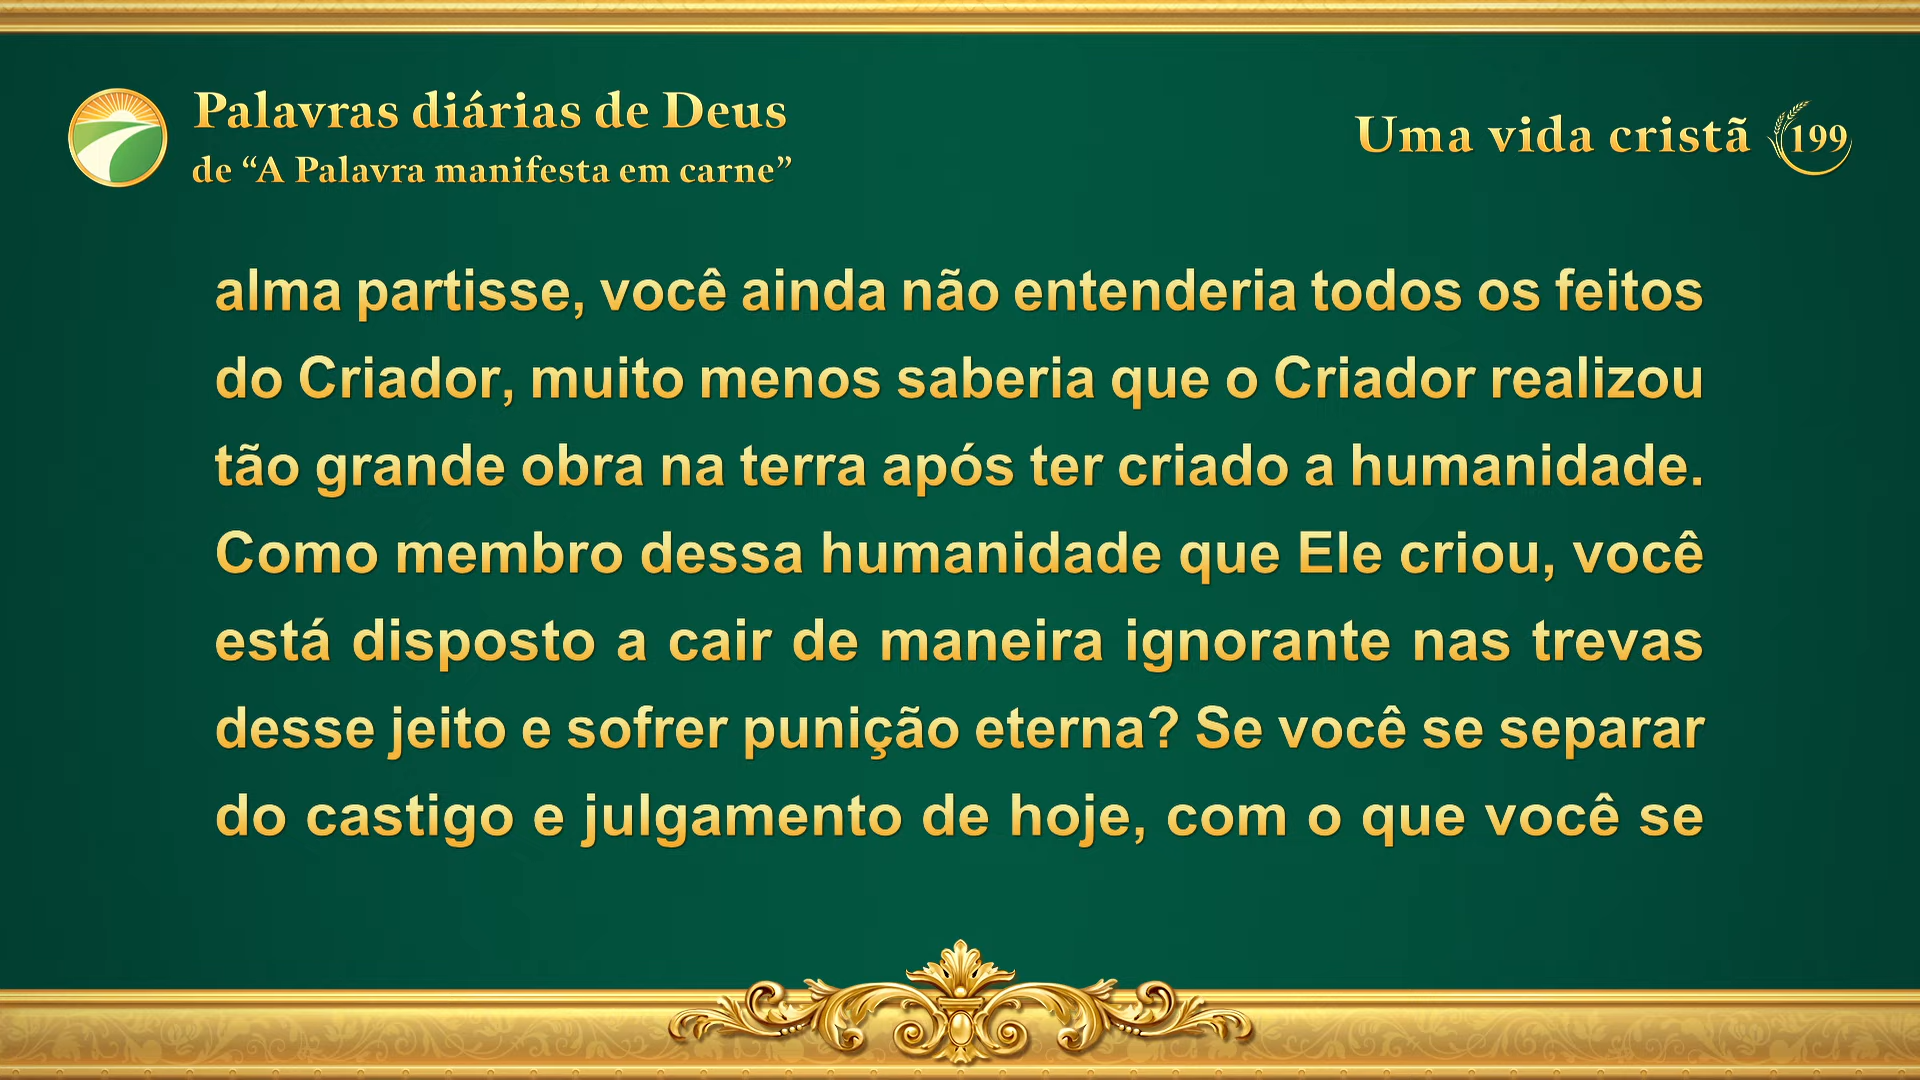 Palavras diárias de Deus
de “A Palavra manifesta em carne”
Uma vida cristã 199
alma partisse, você ainda não entenderia todos os feitos
do Criador, muito menos saberia que o Criador realizou
tão grande obra na terra após ter criado a humanidade.
Como membro dessa humanidade que Ele criou, você
está disposto a cair de maneira ignorante nas trevas
desse jeito e sofrer punição eterna? Se você se separar
do castigo e julgamento de hoje, com o que você se